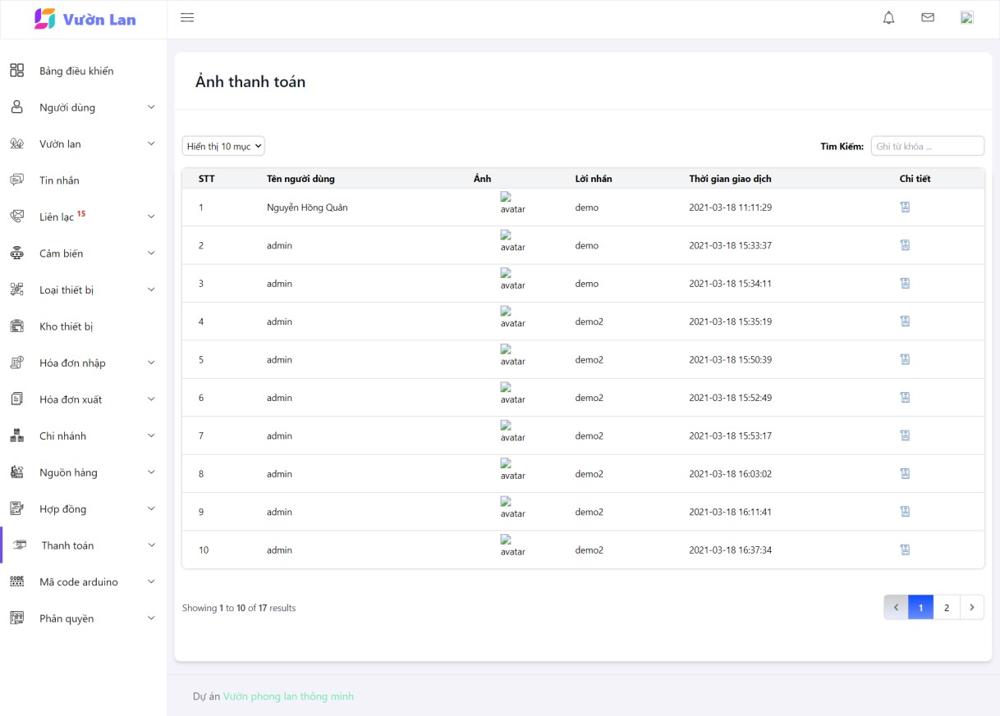 Vườn Lan
Bảng điều khiển
Người dùng
Vườn lan
Tin nhắn
Liên lạc 15
Cảm biến
Loại thiết bị
Kho thiết bị
Hóa đơn nhập
Hóa đơn xuất
Chi nhánh
Nguồn hàng
Hợp đồng
Thanh toán
Mã code arduino
Phân quyền
Ảnh thanh toán
Hiển thị 10 mục
Tìm Kiếm: Ghi từ khóa ...
STT Tên người dùng Ảnh Lời nhắn Thời gian giao dịch Chi tiết
1 Nguyễn Hồng Quân avatar demo 2021-03-18 11:11:29
2 admin avatar demo 2021-03-18 15:33:37
3 admin avatar demo 2021-03-18 15:34:11
4 admin avatar demo2 2021-03-18 15:35:19
5 admin avatar demo2 2021-03-18 15:50:39
6 admin avatar demo2 2021-03-18 15:52:49
7 admin avatar demo2 2021-03-18 15:53:17
8 admin avatar demo2 2021-03-18 16:03:02
9 admin avatar demo2 2021-03-18 16:11:41
10 admin avatar demo2 2021-03-18 16:37:34
Showing 1 to 10 of 17 results
1 2
Dự án Vườn phong lan thông minh